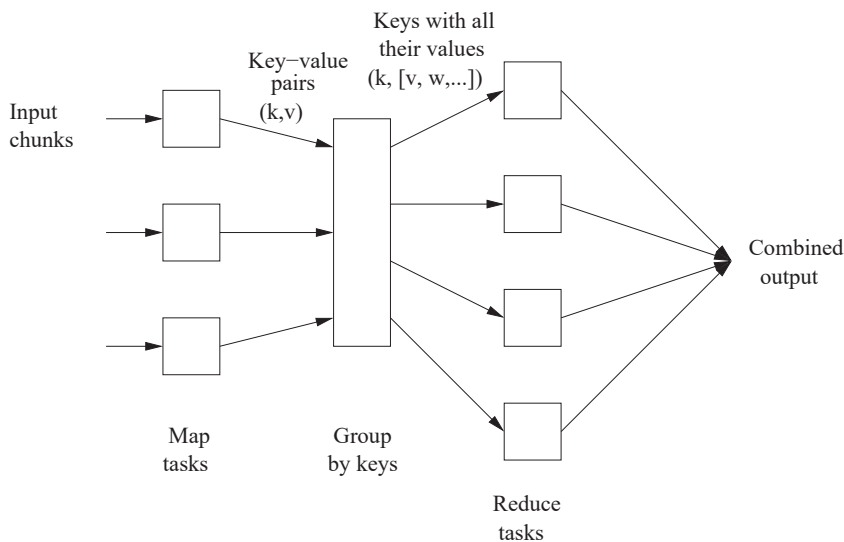 Keys with all
their values
(k, [v, w,...])
Key−value
pairs
(k,v)
Input
chunks
Combined
output
Map
tasks
Group
by keys
Reduce
tasks